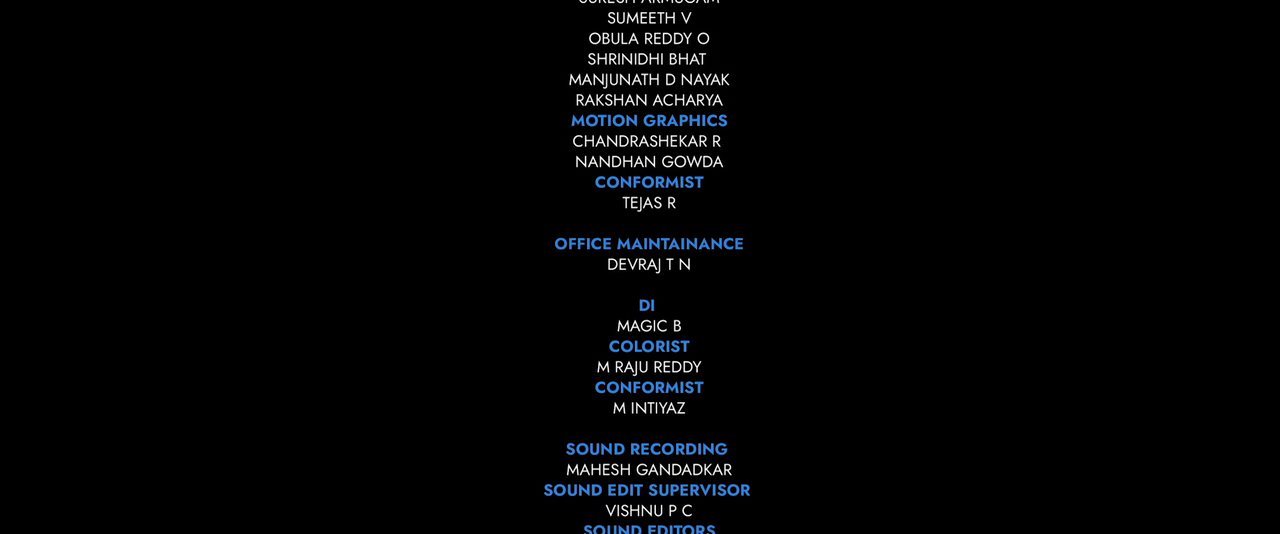 SUMEETH V
OBULA REDDY O
SHRINIDHI BHAT
MANJUNATH D NAYAK
RAKSHAN ACHARYA
MOTION GRAPHICS
CHANDRASHEKAR R
NANDHAN GOWDA
CONFORMIST
TEJAS R
OFFICE MAINTAINANCE
DEVRAJ T N
DI
MAGIC B
COLORIST
M RAJU REDDY
CONFORMIST
M INTIYAZ
SOUND RECORDING
MAHESH GANDADKAR
SOUND EDIT SUPERVISOR
VISHNU P C
SOUND EDITORS